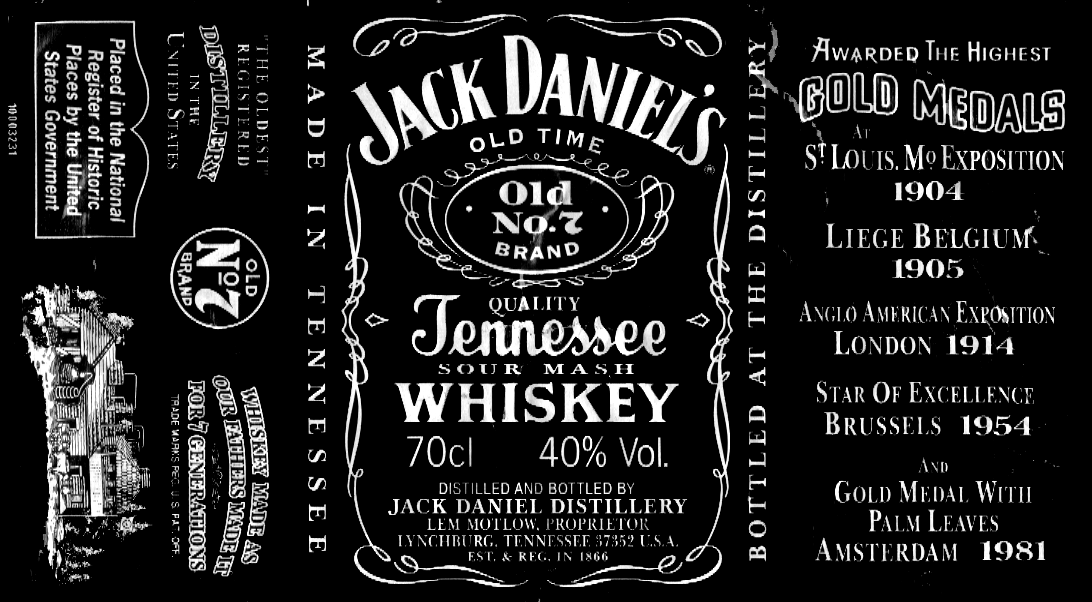 Placed in the National
Register of Historic
Places by the United
States Government
10003231
"THE OLDEST"
REGISTERED
DISTILLERY
IN THE
UNITED STATES
OLD
No 7
BRAND
WHISKEY MADE AS
OUR FATHERS MADE IT
FOR 7 GENERATIONS
TRADE MARKS REG. U.S. PAT. OFF.
MADE IN TENNESSEE
JACK DANIEL'S®
OLD TIME
Old
No.7
BRAND
QUALITY
Tennessee
SOUR MASH
WHISKEY
70cl 40% Vol.
DISTILLED AND BOTTLED BY
JACK DANIEL DISTILLERY
LEM MOTLOW, PROPRIETOR
LYNCHBURG, TENNESSEE 37352 U.S.A.
EST. & REG. IN 1866
BOTTLED AT THE DISTILLERY
AWARDED THE HIGHEST
GOLD MEDALS
AT
ST LOUIS, Mo EXPOSITION
1904
LIEGE BELGIUM
1905
ANGLO AMERICAN EXPOSITION
LONDON 1914
STAR OF EXCELLENCE
BRUSSELS 1954
AND
GOLD MEDAL WITH
PALM LEAVES
AMSTERDAM 1981